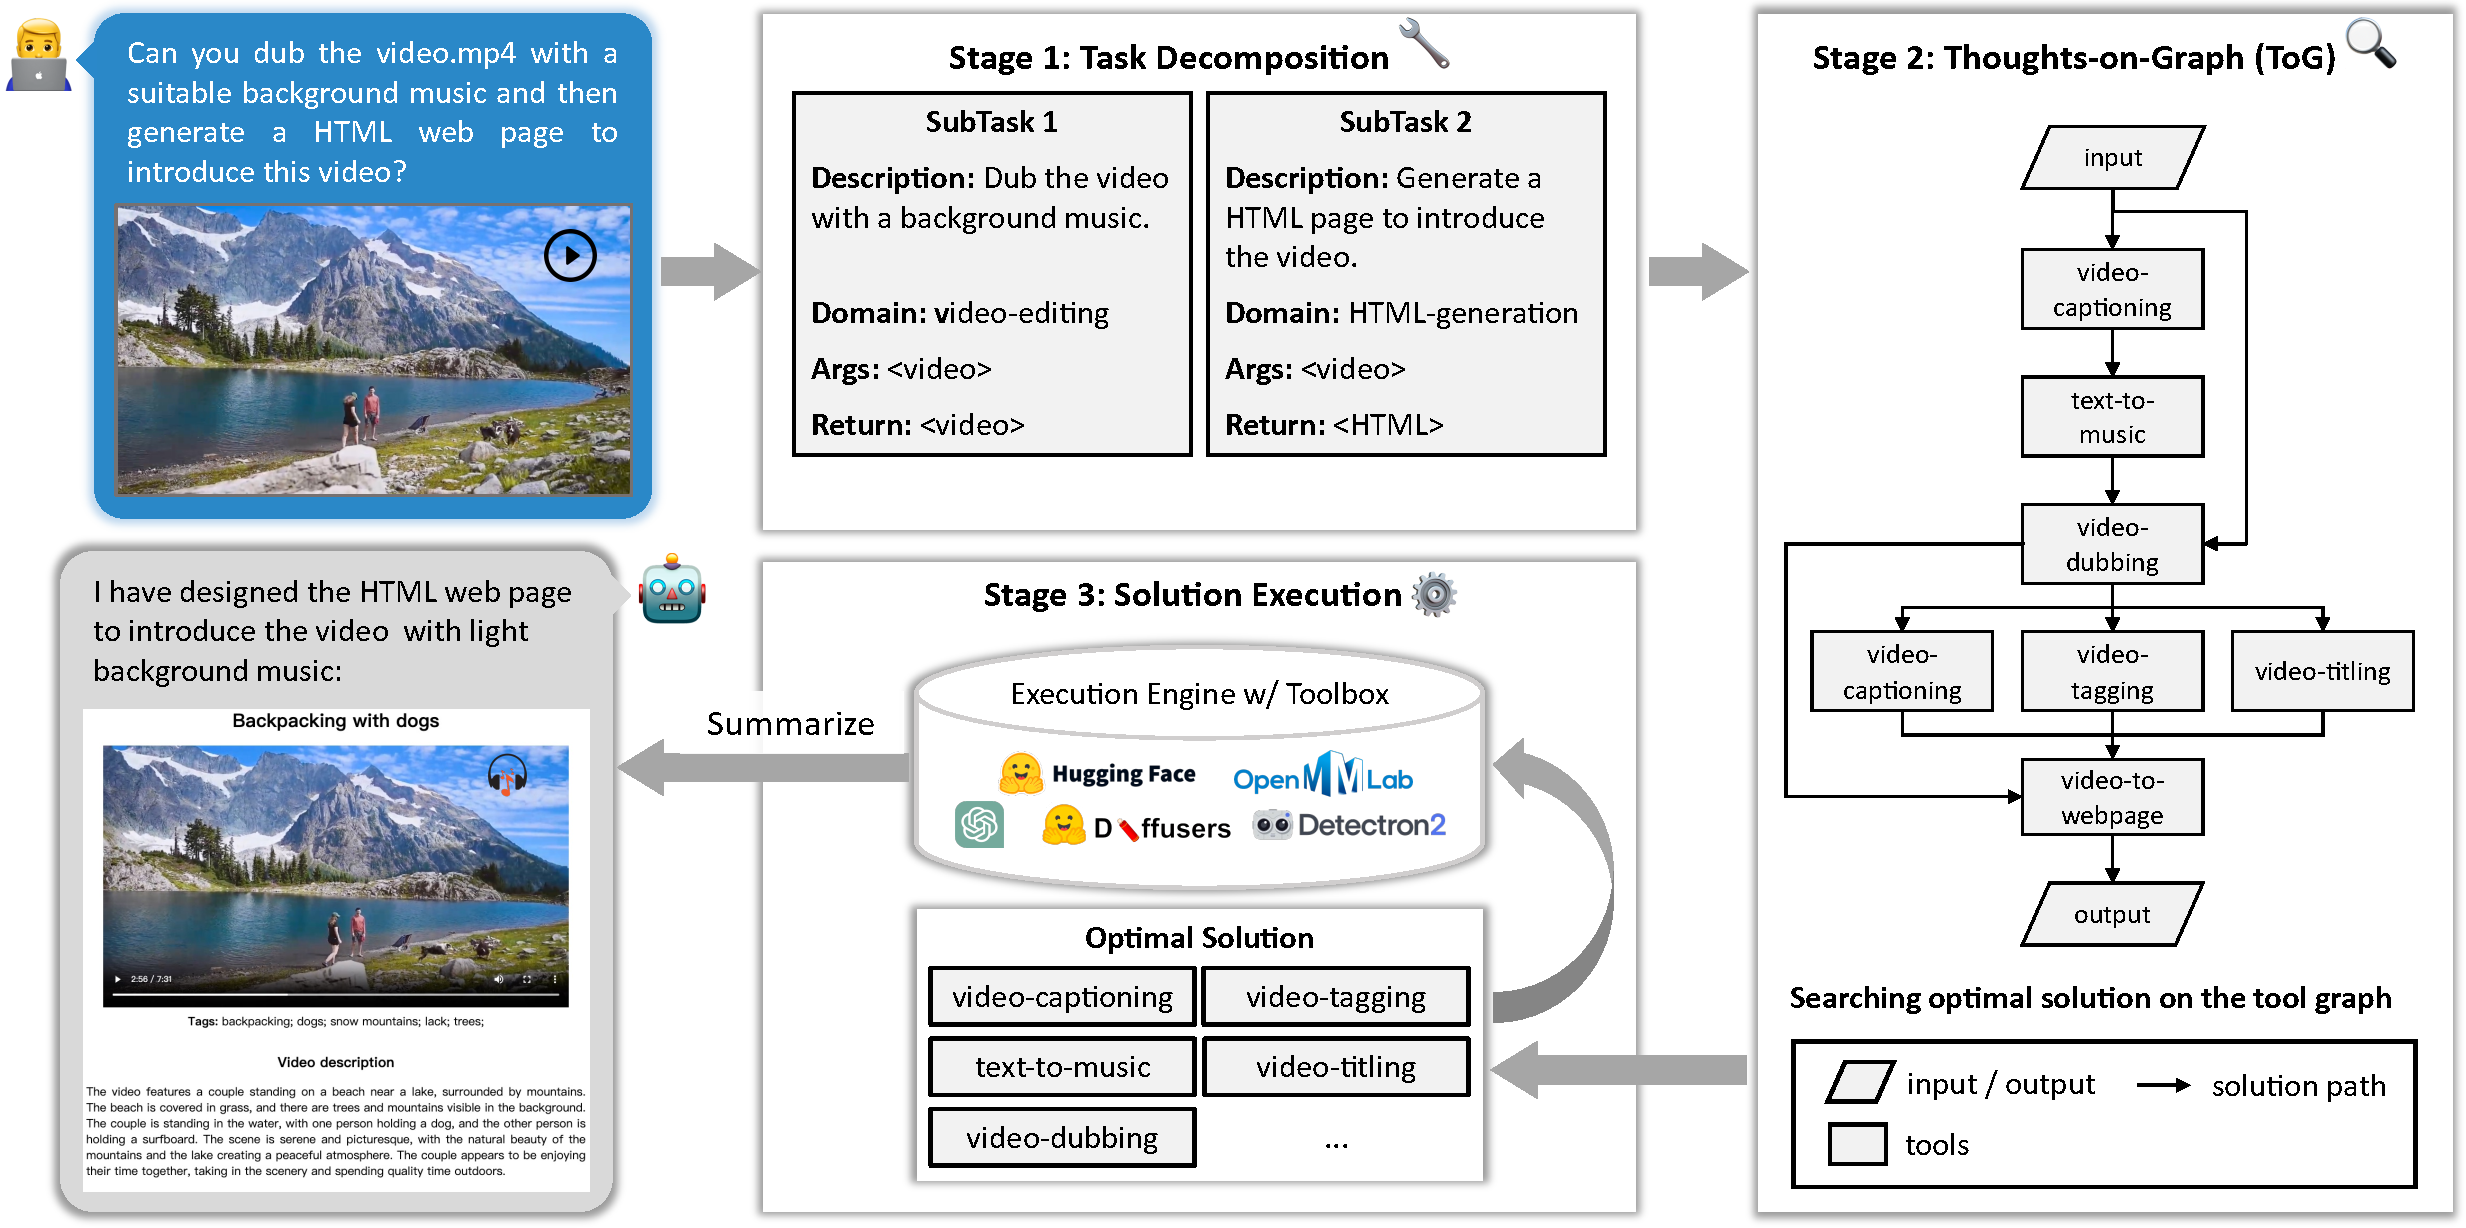 Can you dub the video.mp4 with a
suitable background music and then
generate a HTML web page to
introduce this video?
Stage 1: Task Decomposition
SubTask 1
Description: Dub the video
with a background music.
Domain: video-editing
Args: <video>
Return: <video>
SubTask 2
Description: Generate a
HTML page to introduce
the video.
Domain: HTML-generation
Args: <video>
Return: <HTML>
Stage 2: Thoughts-on-Graph (ToG)
input
video-
captioning
text-to-
music
video-
dubbing
video-
captioning
video-
tagging
video-titling
video-to-
webpage
output
Searching optimal solution on the tool graph
input / output
solution path
tools
Stage 3: Solution Execution
Execution Engine w/ Toolbox
Hugging Face
OpenMMLab
D ffusers
Detectron2
Optimal Solution
video-captioning
video-tagging
text-to-music
video-titling
video-dubbing
...
Summarize
I have designed the HTML web page
to introduce the video with light
background music:
Backpacking with dogs
2:56 / 7:31
Tags: backpacking; dogs; snow mountains; lack; trees;
Video description
The video features a couple standing on a beach near a lake, surrounded by mountains.
The beach is covered in grass, and there are trees and mountains visible in the background.
The couple is standing in the water, with one person holding a dog, and the other person is
holding a surfboard. The scene is serene and picturesque, with the natural beauty of the
mountains and the lake creating a peaceful atmosphere. The couple appears to be enjoying
their time together, taking in the scenery and spending quality time outdoors.